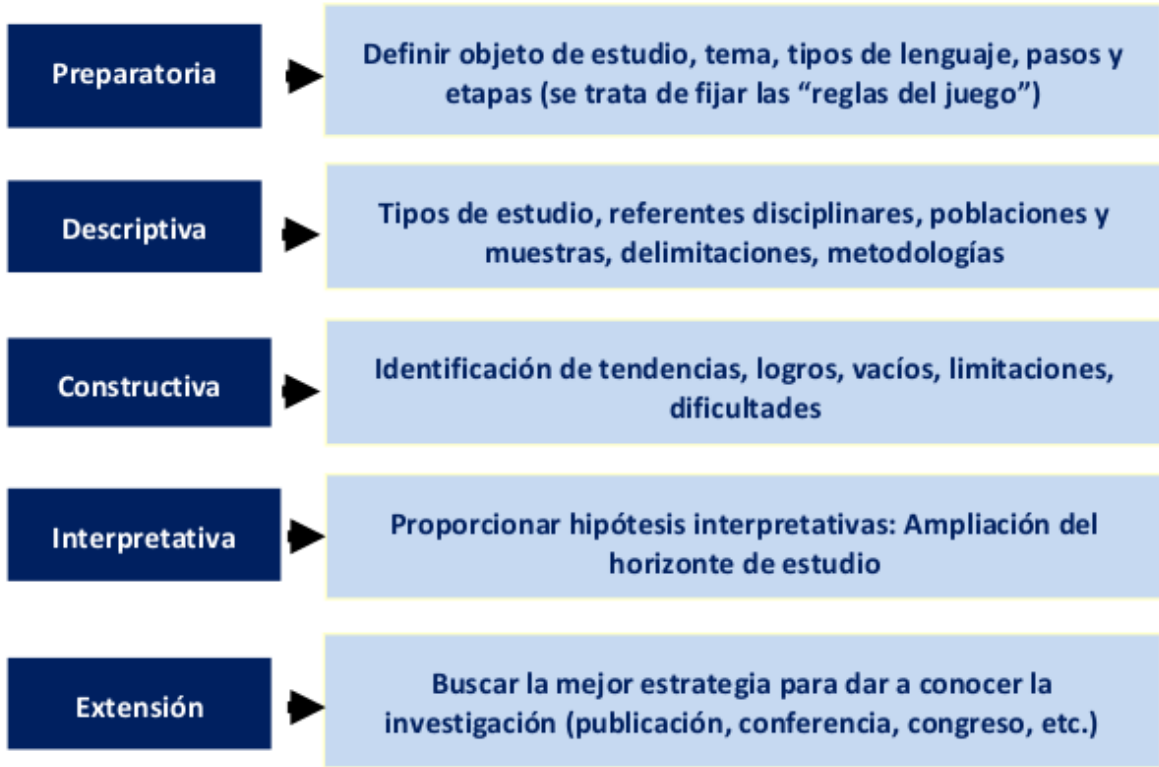 Preparatoria
Definir objeto de estudio, tema, tipos de lenguaje, pasos y
etapas (se trata de fijar las “reglas del juego”)
Descriptiva
Tipos de estudio, referentes disciplinares, poblaciones y
muestras, delimitaciones, metodologías
Constructiva
Identificación de tendencias, logros, vacíos, limitaciones,
dificultades
Interpretativa
Proporcionar hipótesis interpretativas: Ampliación del
horizonte de estudio
Extensión
Buscar la mejor estrategia para dar a conocer la
investigación (publicación, conferencia, congreso, etc.)